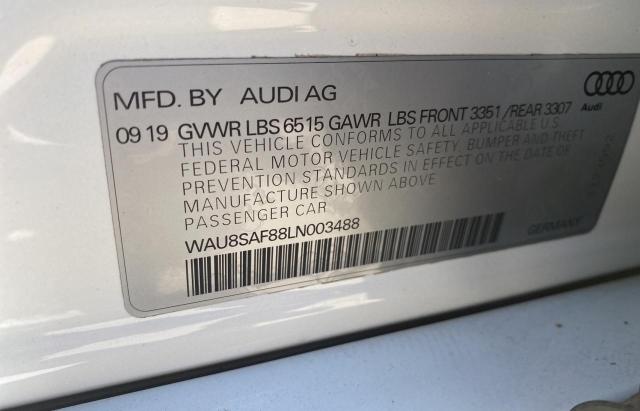 MFD. BY AUDI AG
09 19 GVWR LBS 6515 GAWR LBS FRONT 3351 / REAR 3307
THIS VEHICLE CONFORMS TO ALL APPLICABLE U.S.
FEDERAL MOTOR VEHICLE SAFETY, BUMPER AND THEFT
PREVENTION STANDARDS IN EFFECT ON THE DATE OF
MANUFACTURE SHOWN ABOVE
PASSENGER CAR
WAU8SAF88LN003488
GERMANY
Audi